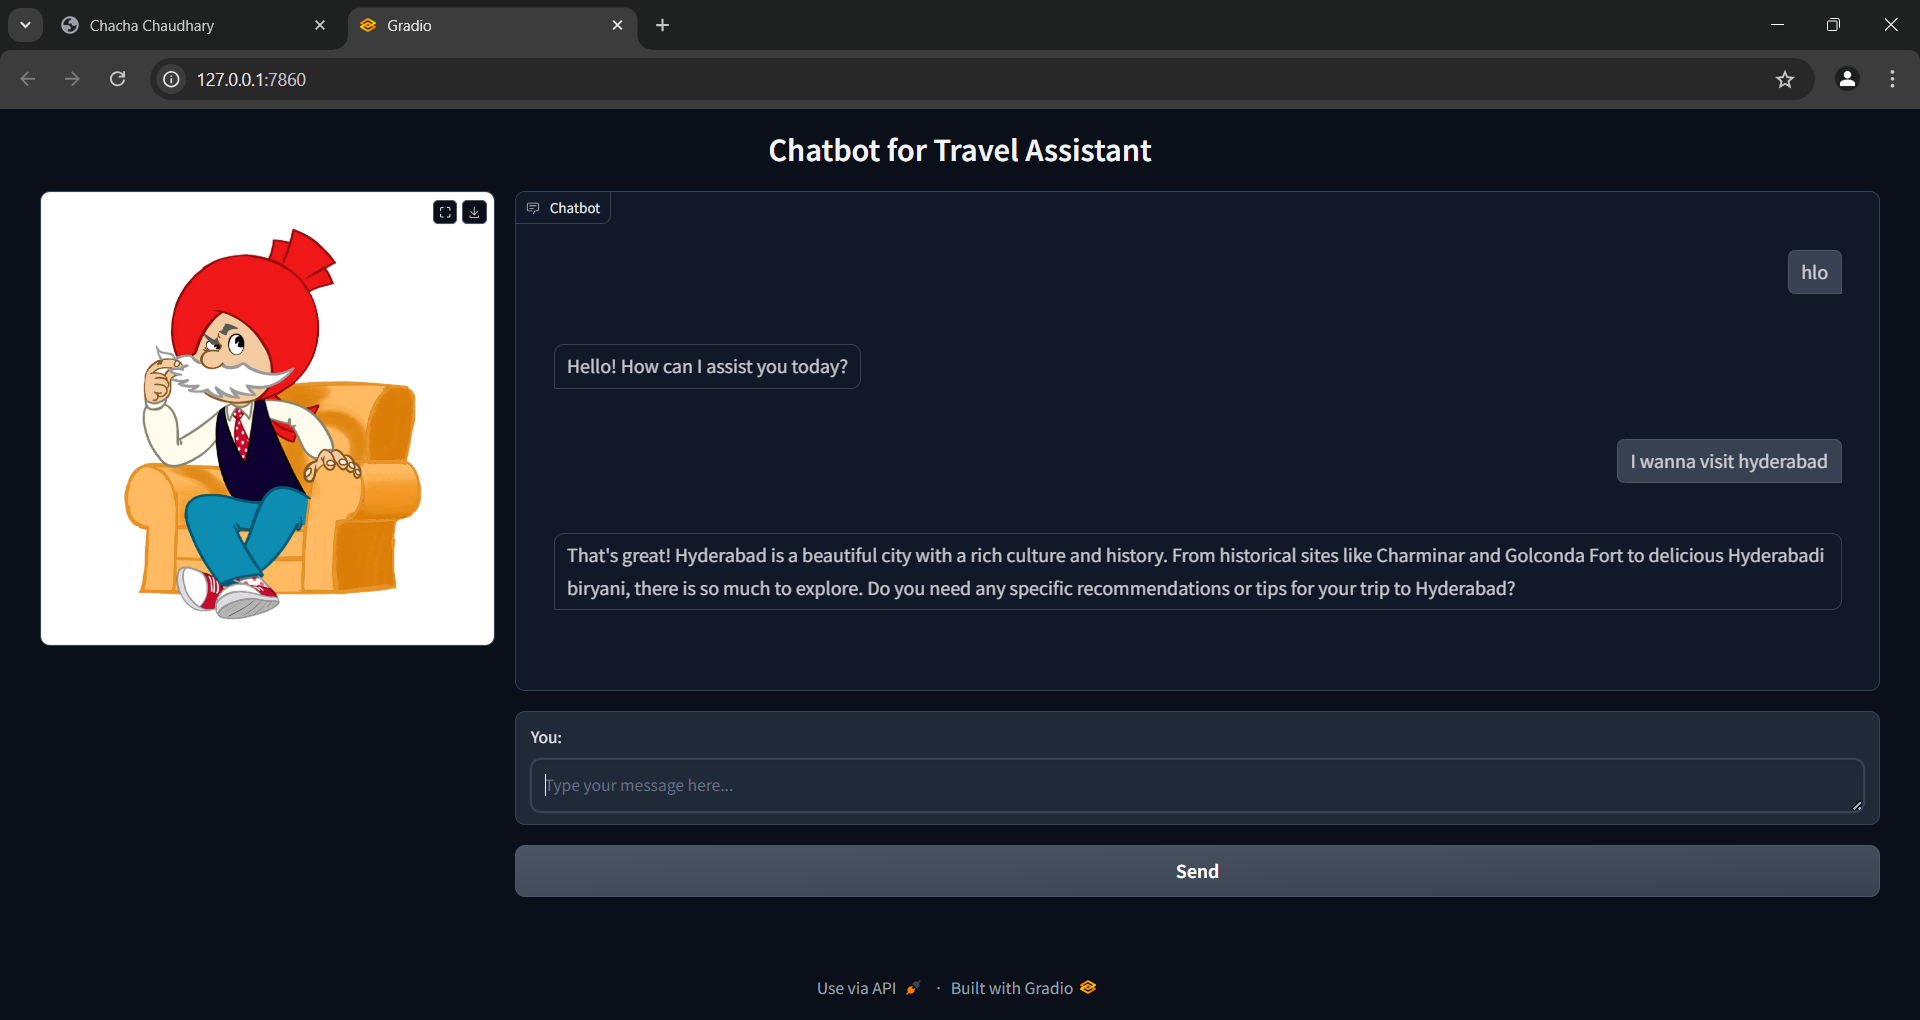 Chacha Chaudhary
Gradio
127.0.0.1:7860
Chatbot for Travel Assistant
Chatbot
hlo
Hello! How can I assist you today?
I wanna visit hyderabad
That's great! Hyderabad is a beautiful city with a rich culture and history. From historical sites like Charminar and Golconda Fort to delicious Hyderabadi
biryani, there is so much to explore. Do you need any specific recommendations or tips for your trip to Hyderabad?
You:
Type your message here...
Send
Use via API · Built with Gradio